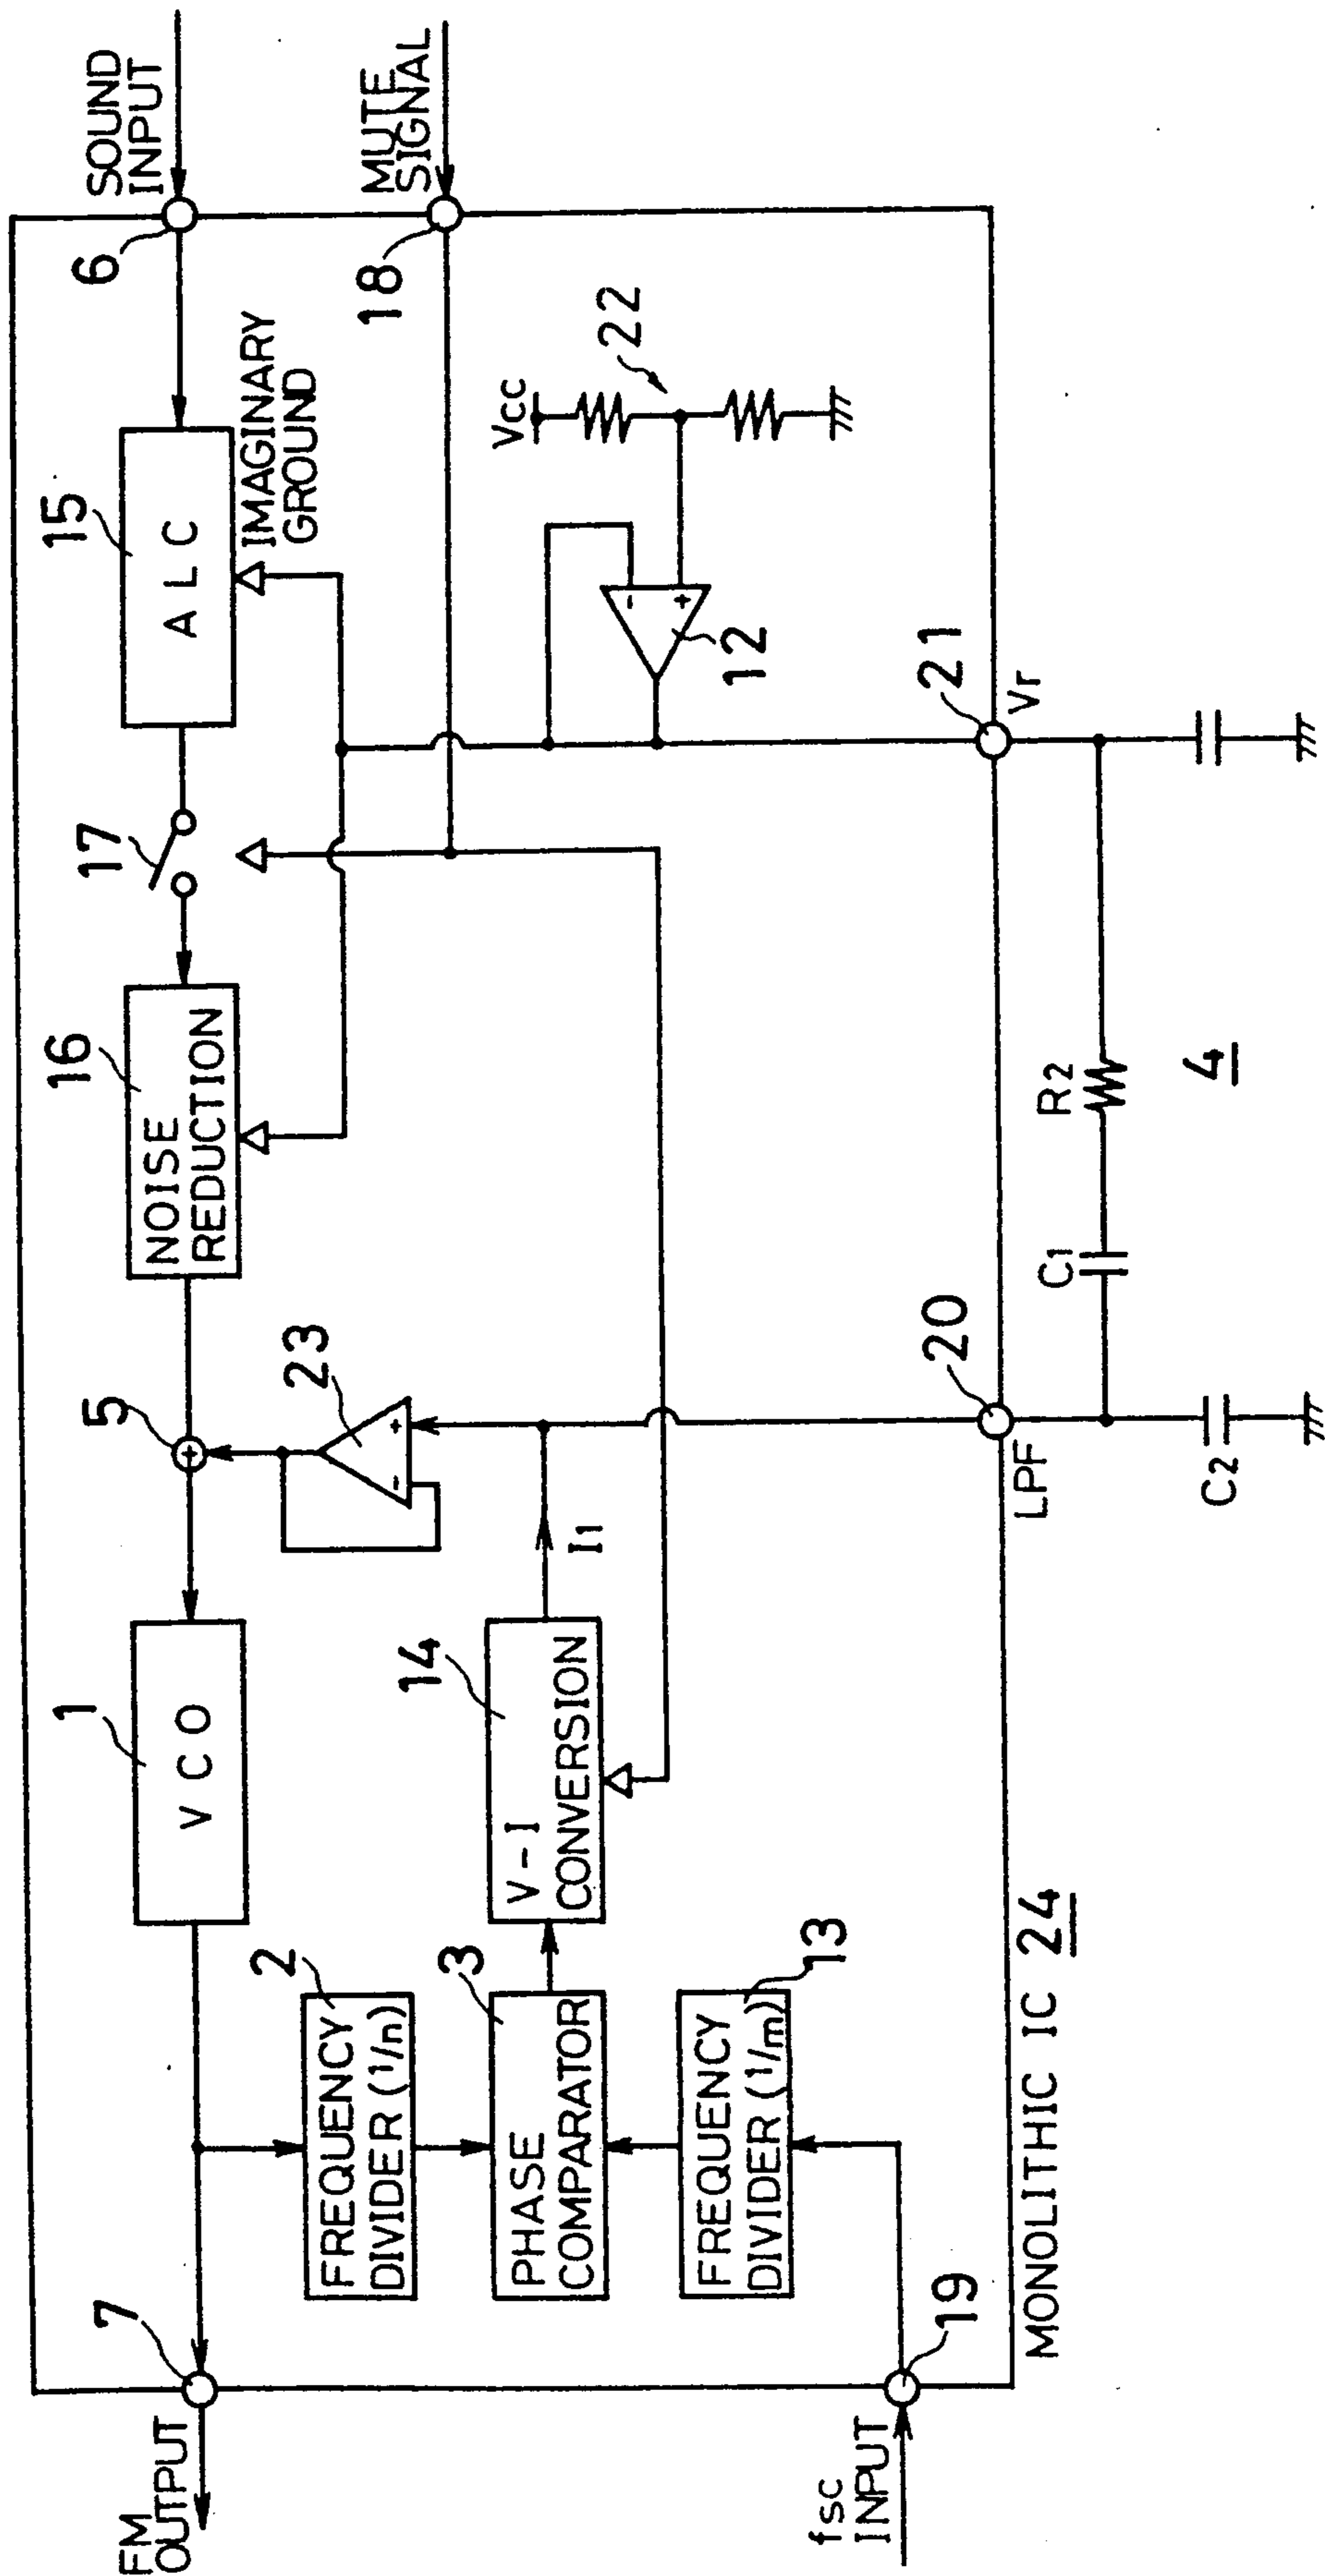 FM
OUTPUT
7
1
V C O
5
16
NOISE
REDUCTION
17
15
A L C
IMAGINARY
GROUND
6
SOUND
INPUT
18
MUTE
SIGNAL
2
FREQUENCY
DIVIDER (1/n)
3
PHASE
COMPARATOR
14
V-I
CONVERSION
I1
23
+
-
+
12
-
+
Vcc
22
13
FREQUENCY
DIVIDER (1/m)
fsc
INPUT
19
MONOLITHIC IC 24
LPF
20
21
Vr
C2
C1
R2
4